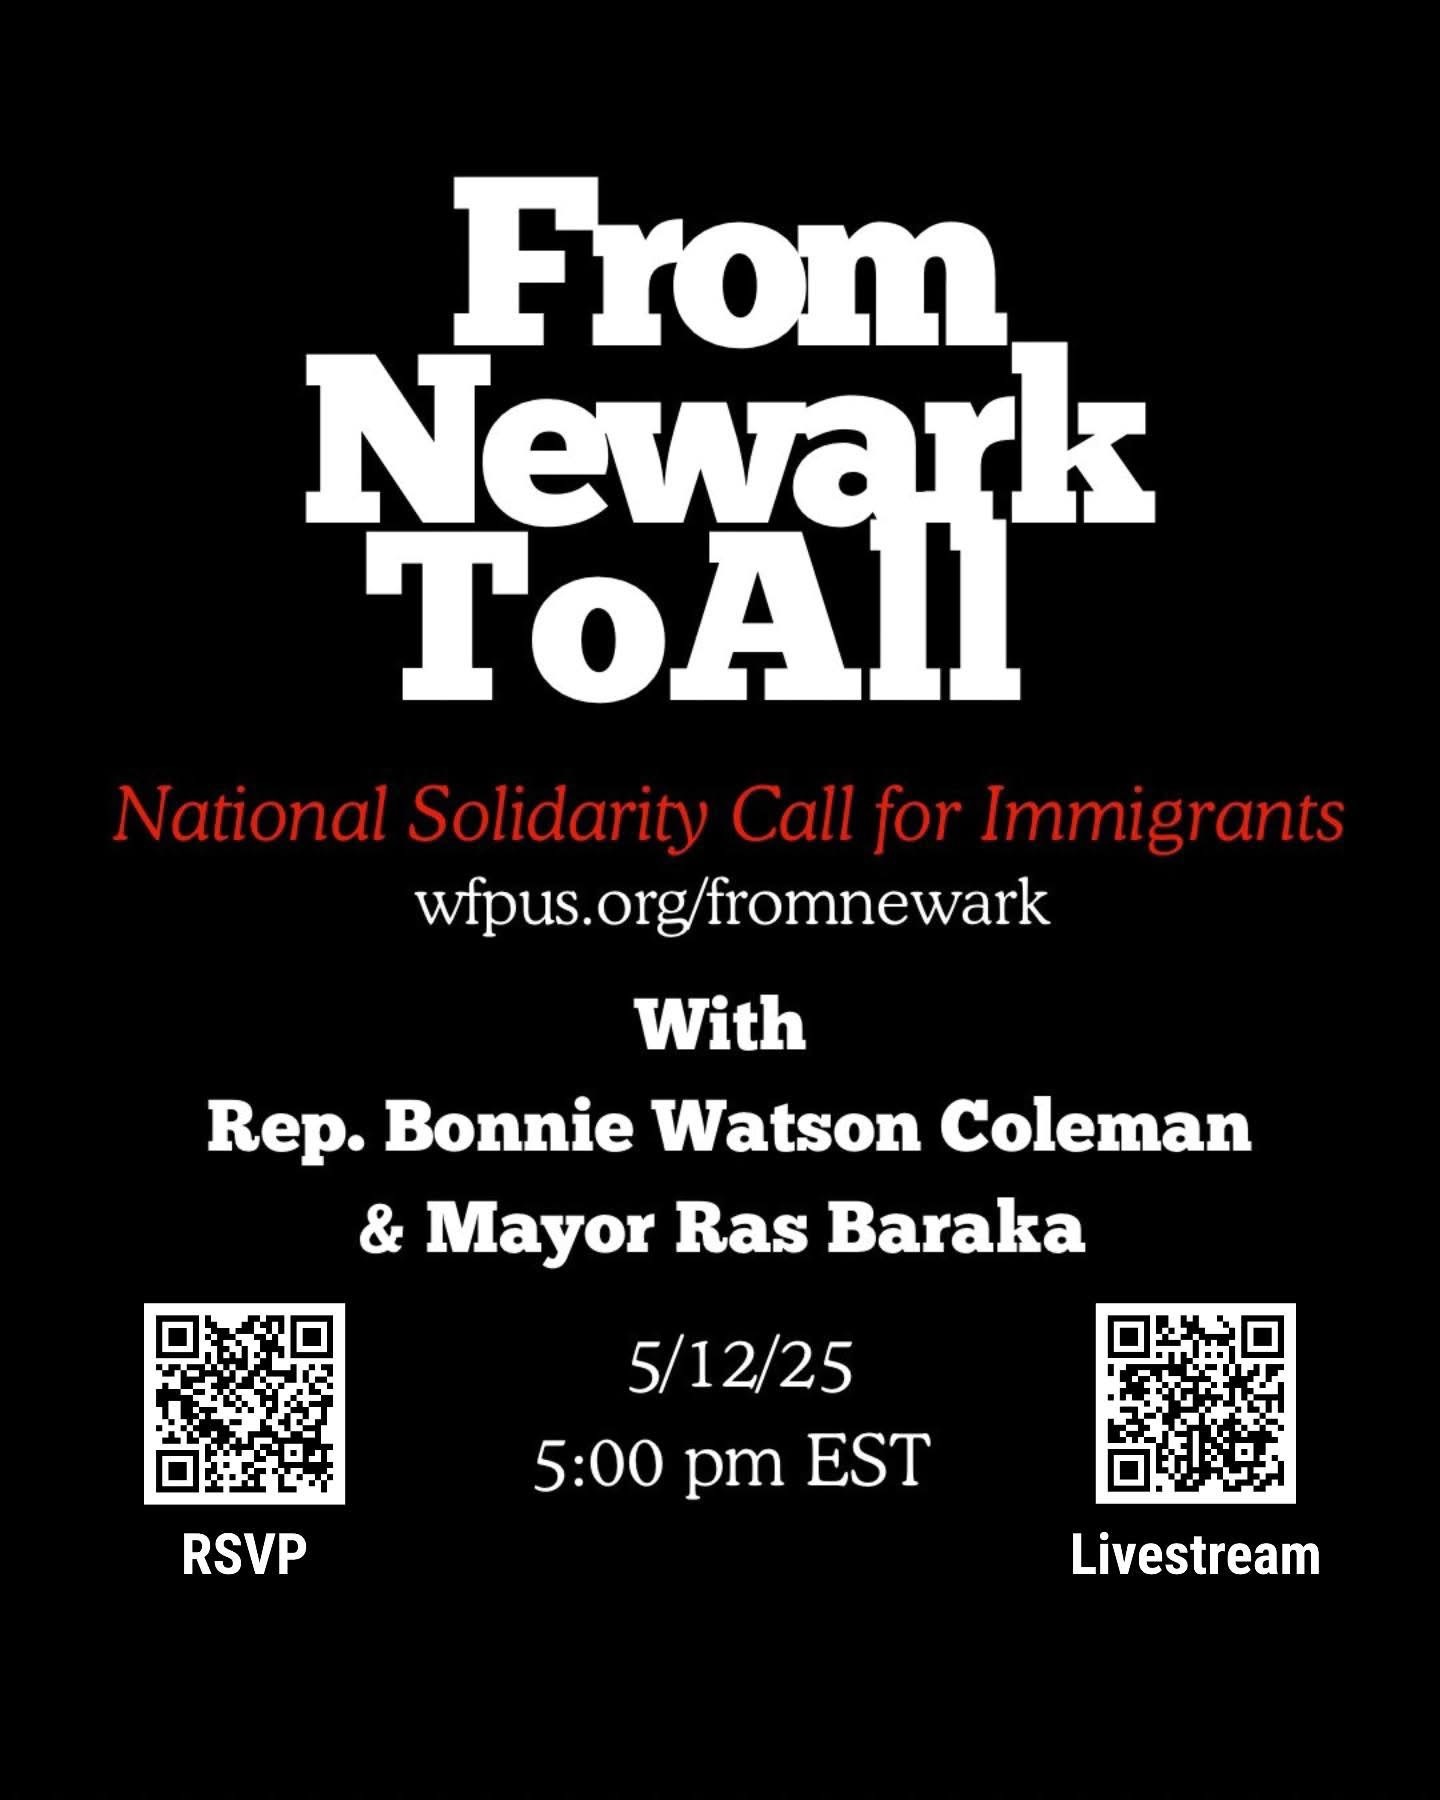 From
Newark
To All
National Solidarity Call for Immigrants
wfpus.org/fromnewark
With
Rep. Bonnie Watson Coleman
& Mayor Ras Baraka
5/12/25
5:00 pm EST
RSVP
Livestream